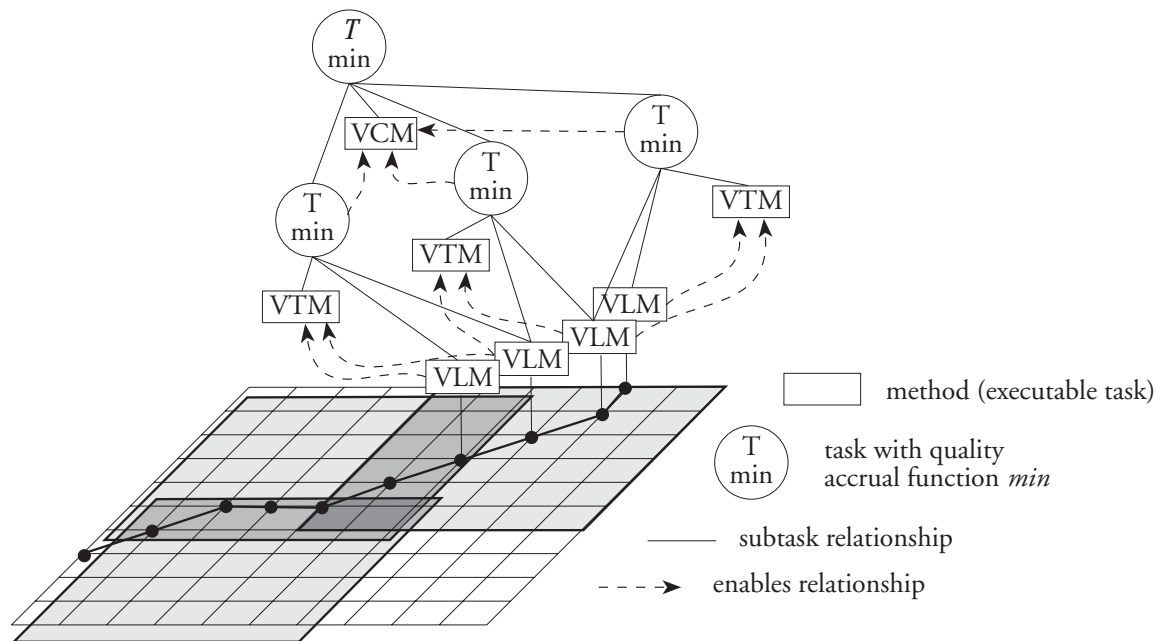 T
min
VCM
T
min
T
min
T
min
VTM
VTM
VTM
VLM
VLM
VLM
VLM
method (executable task)
T
min
task with quality
accrual function min
subtask relationship
enables relationship